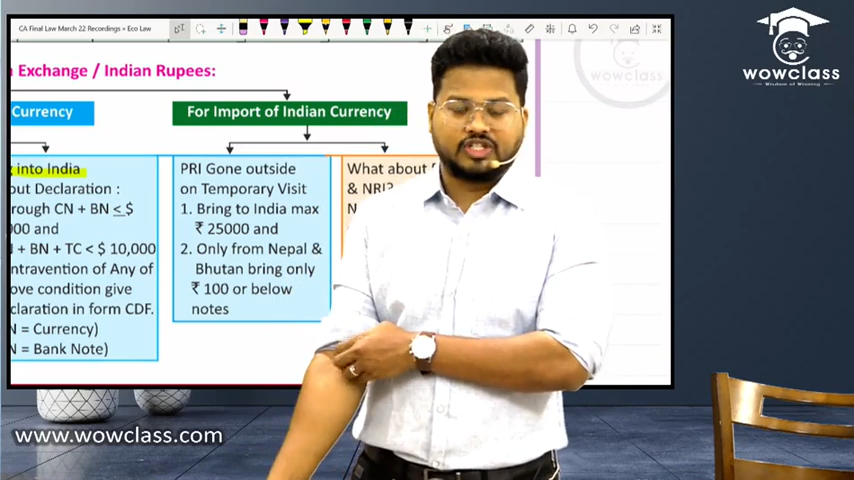 CA Final Law March 22 Recordings » Eco Law
Exchange / Indian Rupees:
Currency
into India
out Declaration :
rough CN + BN < $
000 and
+ BN + TC < $ 10,000
ntravention of Any of
ove condition give
claration in form CDF.
N = Currency)
N = Bank Note)
For Import of Indian Currency
PRI Gone outside
on Temporary Visit
1. Bring to India max
₹ 25000 and
2. Only from Nepal &
Bhutan bring only
₹ 100 or below
notes
What about
& NRI?
wowclass
wowclass
Wisdom of Winning
www.wowclass.com